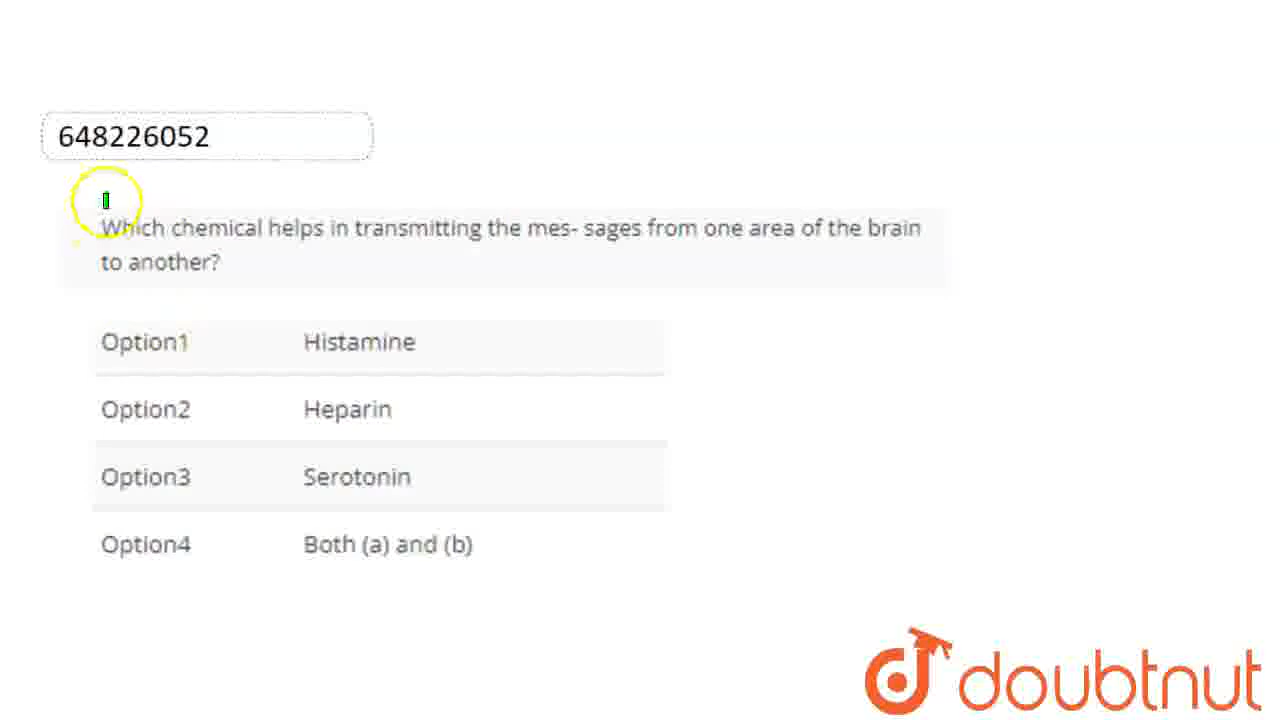 648226052
Which chemical helps in transmitting the mes- sages from one area of the brain
to another?
Option1 Histamine
Option2 Heparin
Option3 Serotonin
Option4 Both (a) and (b)
doubtnut